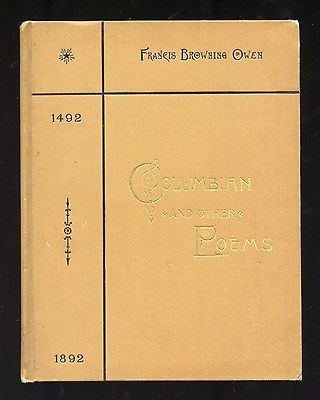 Francis Browning Owen
1492
Columbian
and Other
Poems
1892